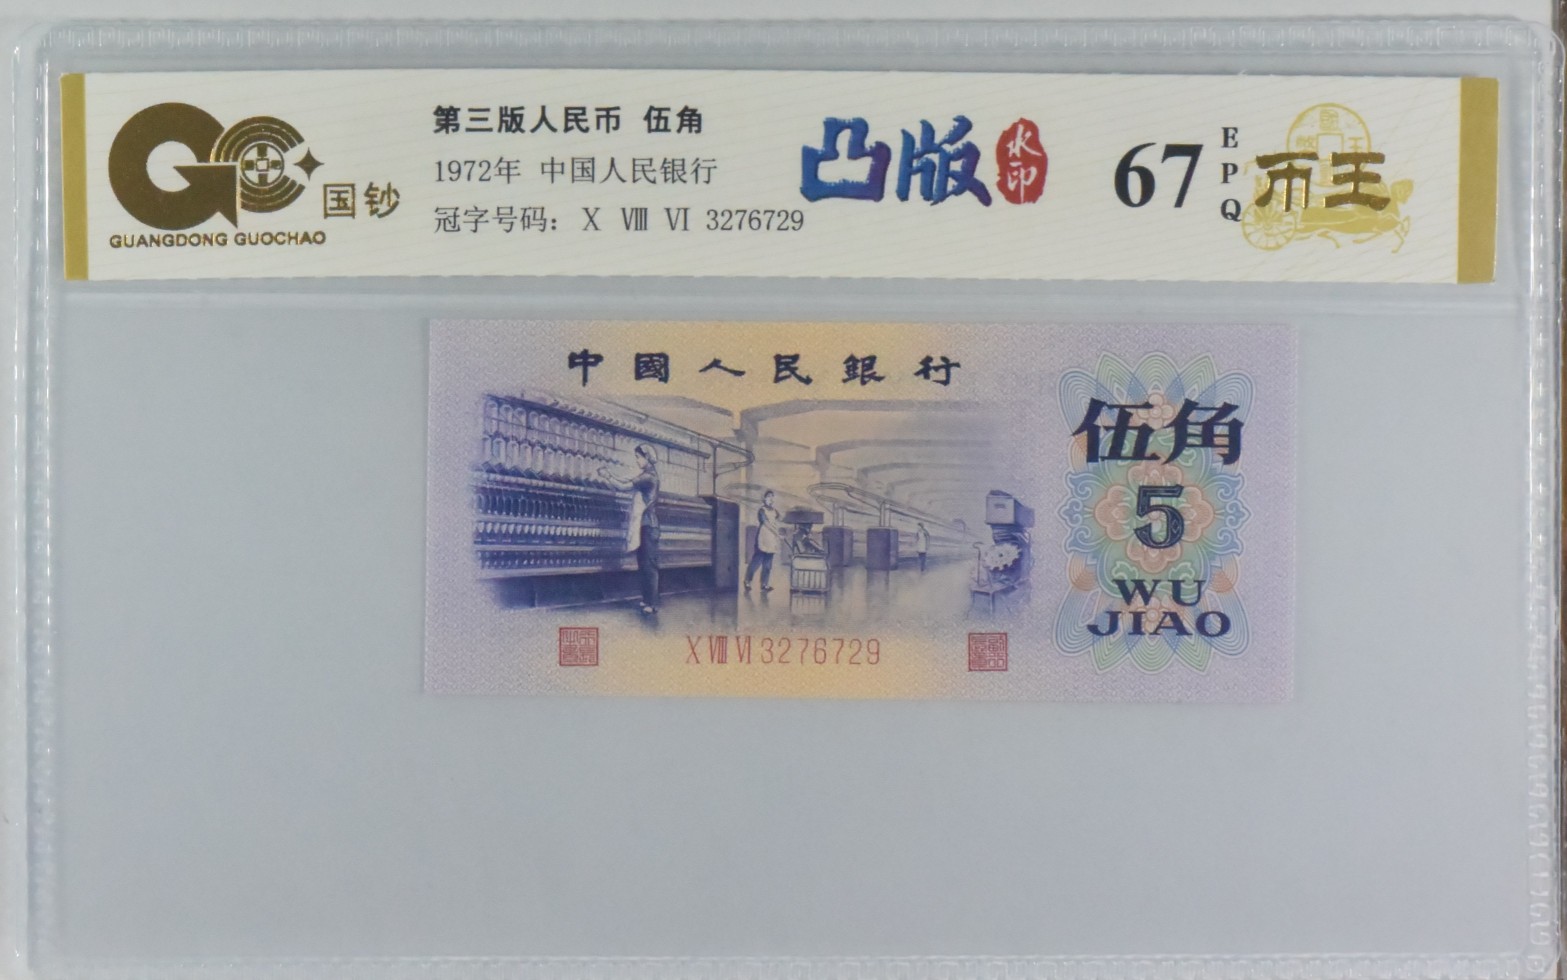 国钞
GUANGDONG GUOCHAO
第三版人民币 伍角
1972年 中国人民银行
冠字号码: X Ⅷ Ⅵ 3276729
凸版 水印
67 EPQ
币王
中國人民銀行
伍角
5
WU
JIAO
X Ⅷ Ⅵ 3276729